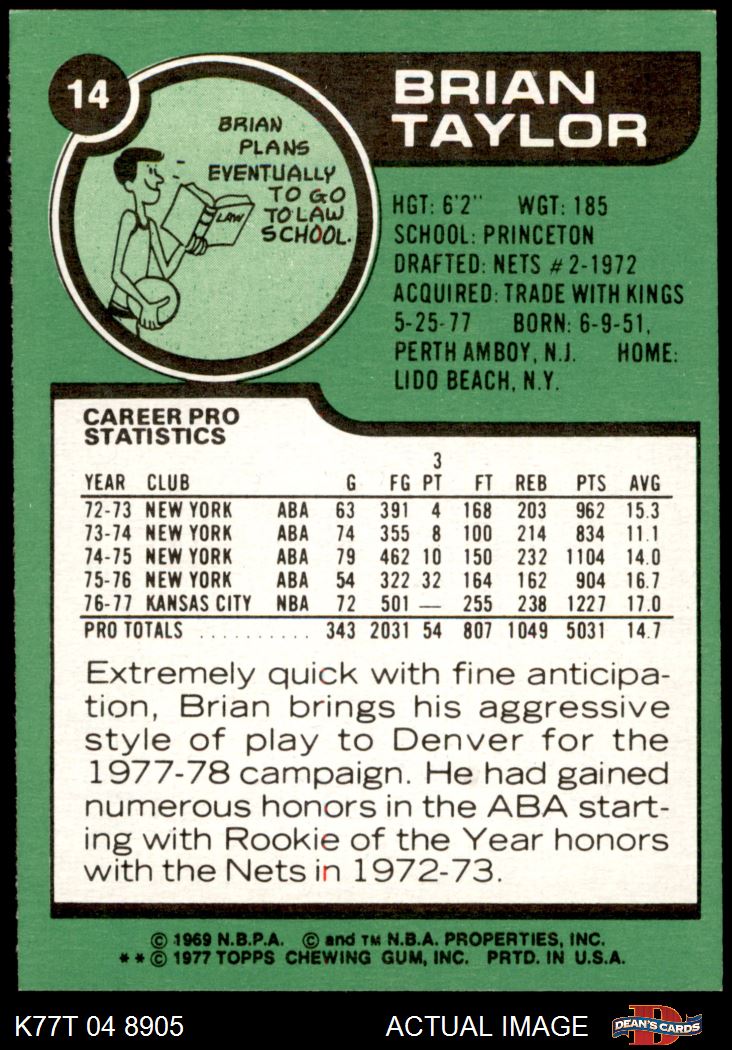 14
BRIAN
TAYLOR
BRIAN
PLANS
EVENTUALLY
TO GO
TO LAW
SCHOOL.
LAW
HGT: 6'2" WGT: 185
SCHOOL: PRINCETON
DRAFTED: NETS #2-1972
ACQUIRED: TRADE WITH KINGS
5-25-77 BORN: 6-9-51,
PERTH AMBOY, N.J. HOME:
LIDO BEACH, N.Y.
CAREER PRO
STATISTICS
YEAR CLUB G FG 3 PT FT REB PTS AVG
72-73 NEW YORK ABA 63 391 4 168 203 962 15.3
73-74 NEW YORK ABA 74 355 8 100 214 834 11.1
74-75 NEW YORK ABA 79 462 10 150 232 1104 14.0
75-76 NEW YORK ABA 54 322 32 164 162 904 16.7
76-77 KANSAS CITY NBA 72 501 — 255 238 1227 17.0
PRO TOTALS .......... 343 2031 54 807 1049 5031 14.7
Extremely quick with fine anticipa-
tion, Brian brings his aggressive
style of play to Denver for the
1977-78 campaign. He had gained
numerous honors in the ABA start-
ing with Rookie of the Year honors
with the Nets in 1972-73.
© 1969 N.B.P.A. © and TM N.B.A. PROPERTIES, INC.
**© 1977 TOPPS CHEWING GUM, INC. PRTD. IN U.S.A.
K77T 04 8905 ACTUAL IMAGE DEAN'S CARDS